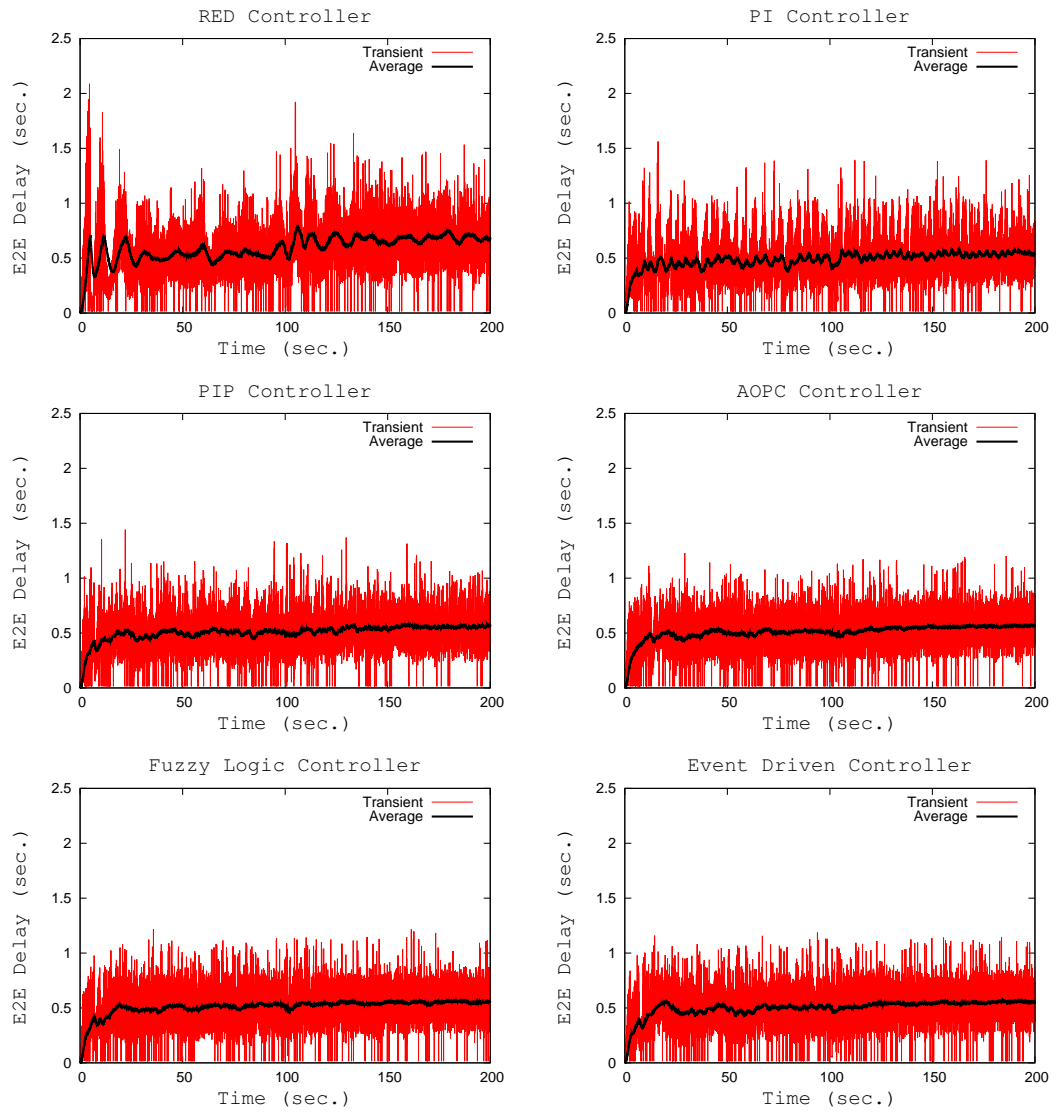 RED Controller
2.5
2
1.5
1
0.5
0
E2E Delay (sec.)
Transient
Average
0 50 100 150 200
Time (sec.)
PI Controller
2.5
2
1.5
1
0.5
0
E2E Delay (sec.)
Transient
Average
0 50 100 150 200
Time (sec.)
PIP Controller
2.5
2
1.5
1
0.5
0
E2E Delay (sec.)
Transient
Average
0 50 100 150 200
Time (sec.)
AOPC Controller
2.5
2
1.5
1
0.5
0
E2E Delay (sec.)
Transient
Average
0 50 100 150 200
Time (sec.)
Fuzzy Logic Controller
2.5
2
1.5
1
0.5
0
E2E Delay (sec.)
Transient
Average
0 50 100 150 200
Time (sec.)
Event Driven Controller
2.5
2
1.5
1
0.5
0
E2E Delay (sec.)
Transient
Average
0 50 100 150 200
Time (sec.)